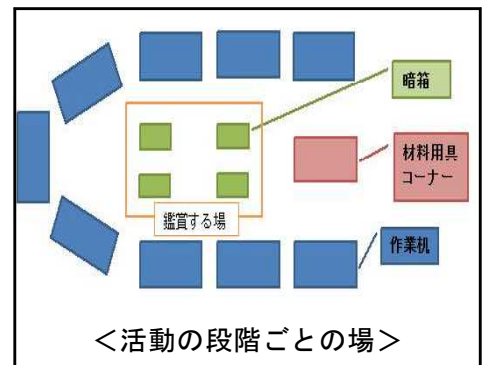 暗箱
材料用具
コーナー
鑑賞する場
作業机
＜活動の段階ごとの場＞